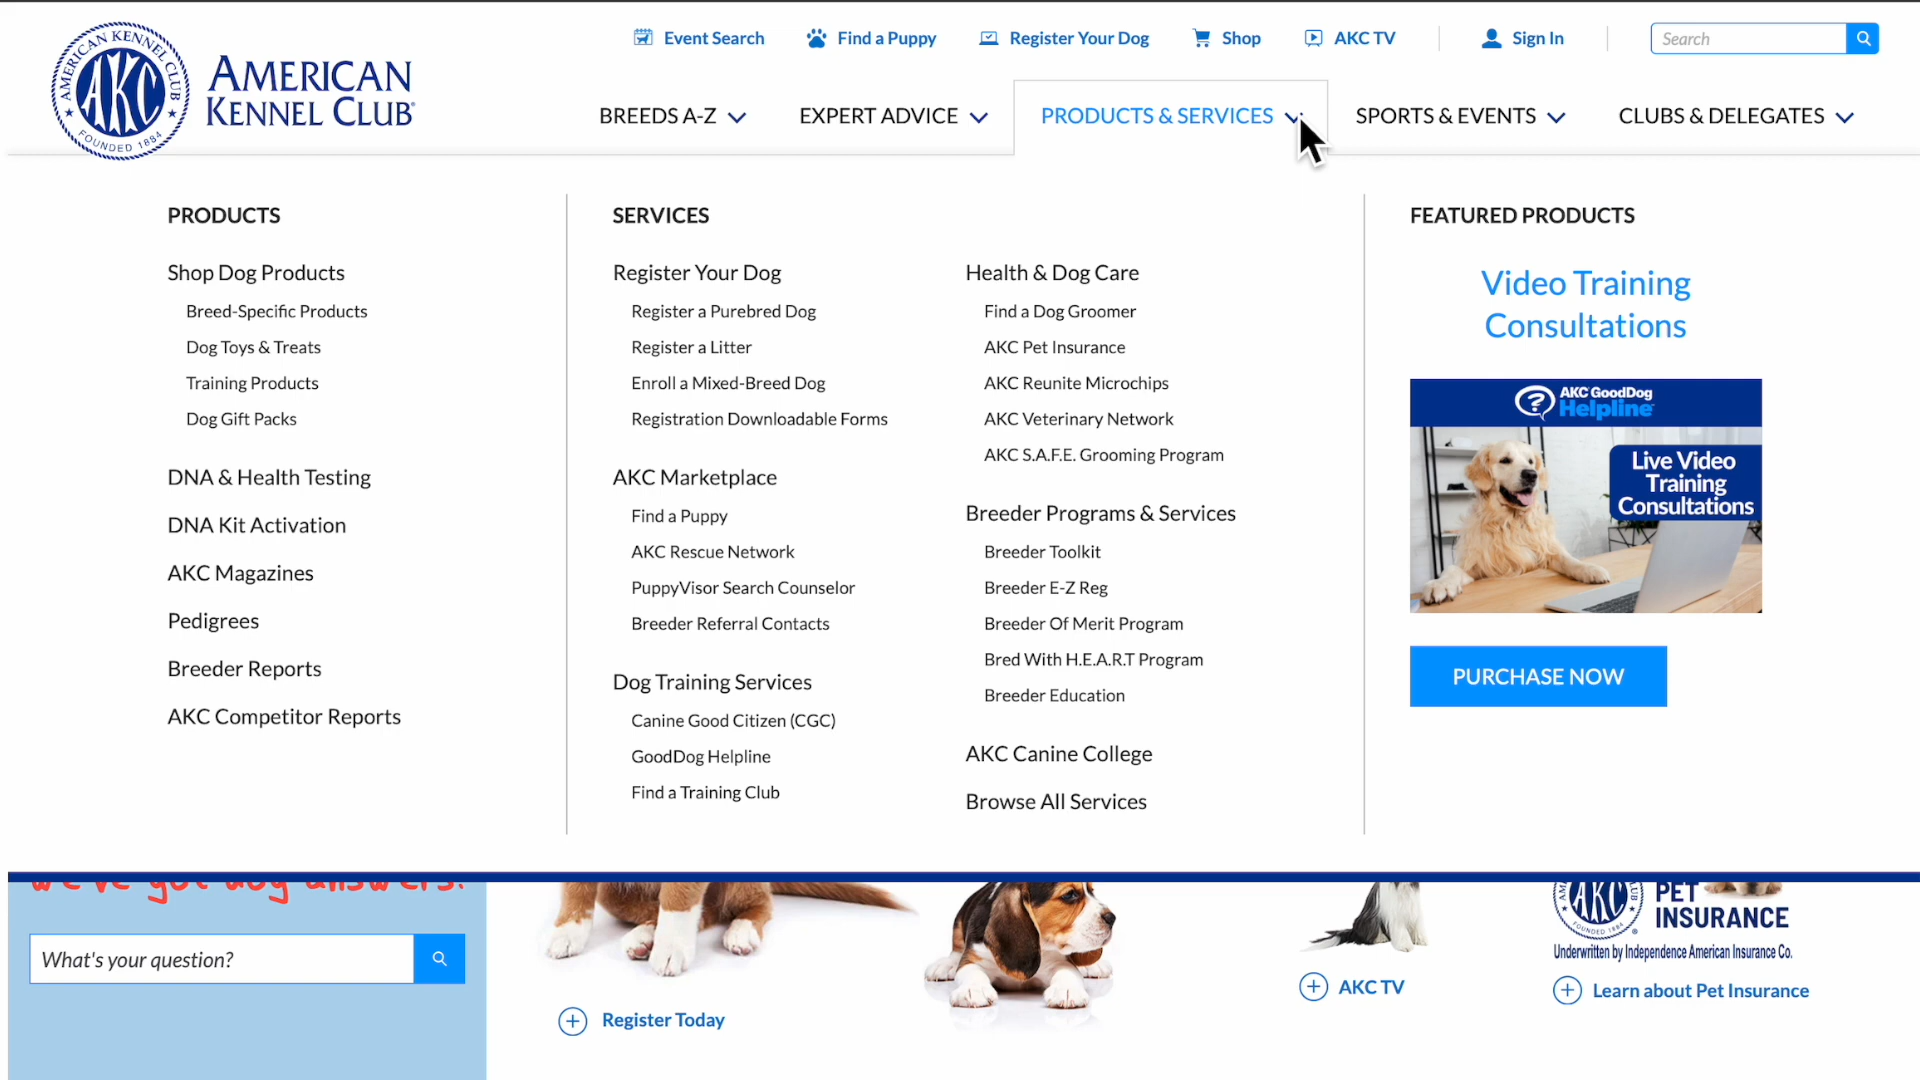 AMERICAN KENNEL CLUB
AKC
FOUNDED 1884
AMERICAN
KENNEL CLUB®
Event Search
Find a Puppy
Register Your Dog
Shop
AKC TV
Sign In
Search
BREEDS A-Z
EXPERT ADVICE
PRODUCTS & SERVICES
SPORTS & EVENTS
CLUBS & DELEGATES
PRODUCTS
Shop Dog Products
Breed-Specific Products
Dog Toys & Treats
Training Products
Dog Gift Packs
DNA & Health Testing
DNA Kit Activation
AKC Magazines
Pedigrees
Breeder Reports
AKC Competitor Reports
SERVICES
Register Your Dog
Register a Purebred Dog
Register a Litter
Enroll a Mixed-Breed Dog
Registration Downloadable Forms
AKC Marketplace
Find a Puppy
AKC Rescue Network
PuppyVisor Search Counselor
Breeder Referral Contacts
Dog Training Services
Canine Good Citizen (CGC)
GoodDog Helpline
Find a Training Club
Health & Dog Care
Find a Dog Groomer
AKC Pet Insurance
AKC Reunite Microchips
AKC Veterinary Network
AKC S.A.F.E. Grooming Program
Breeder Programs & Services
Breeder Toolkit
Breeder E-Z Reg
Breeder Of Merit Program
Bred With H.E.A.R.T Program
Breeder Education
AKC Canine College
Browse All Services
FEATURED PRODUCTS
Video Training
Consultations
AKC GoodDog
Helpline
Live Video
Training
Consultations
PURCHASE NOW
we've got dog answers.
What's your question?
Register Today
AKC TV
AKC
FOUNDED 1884
PET
INSURANCE
Underwritten by Independence American Insurance Co.
Learn about Pet Insurance